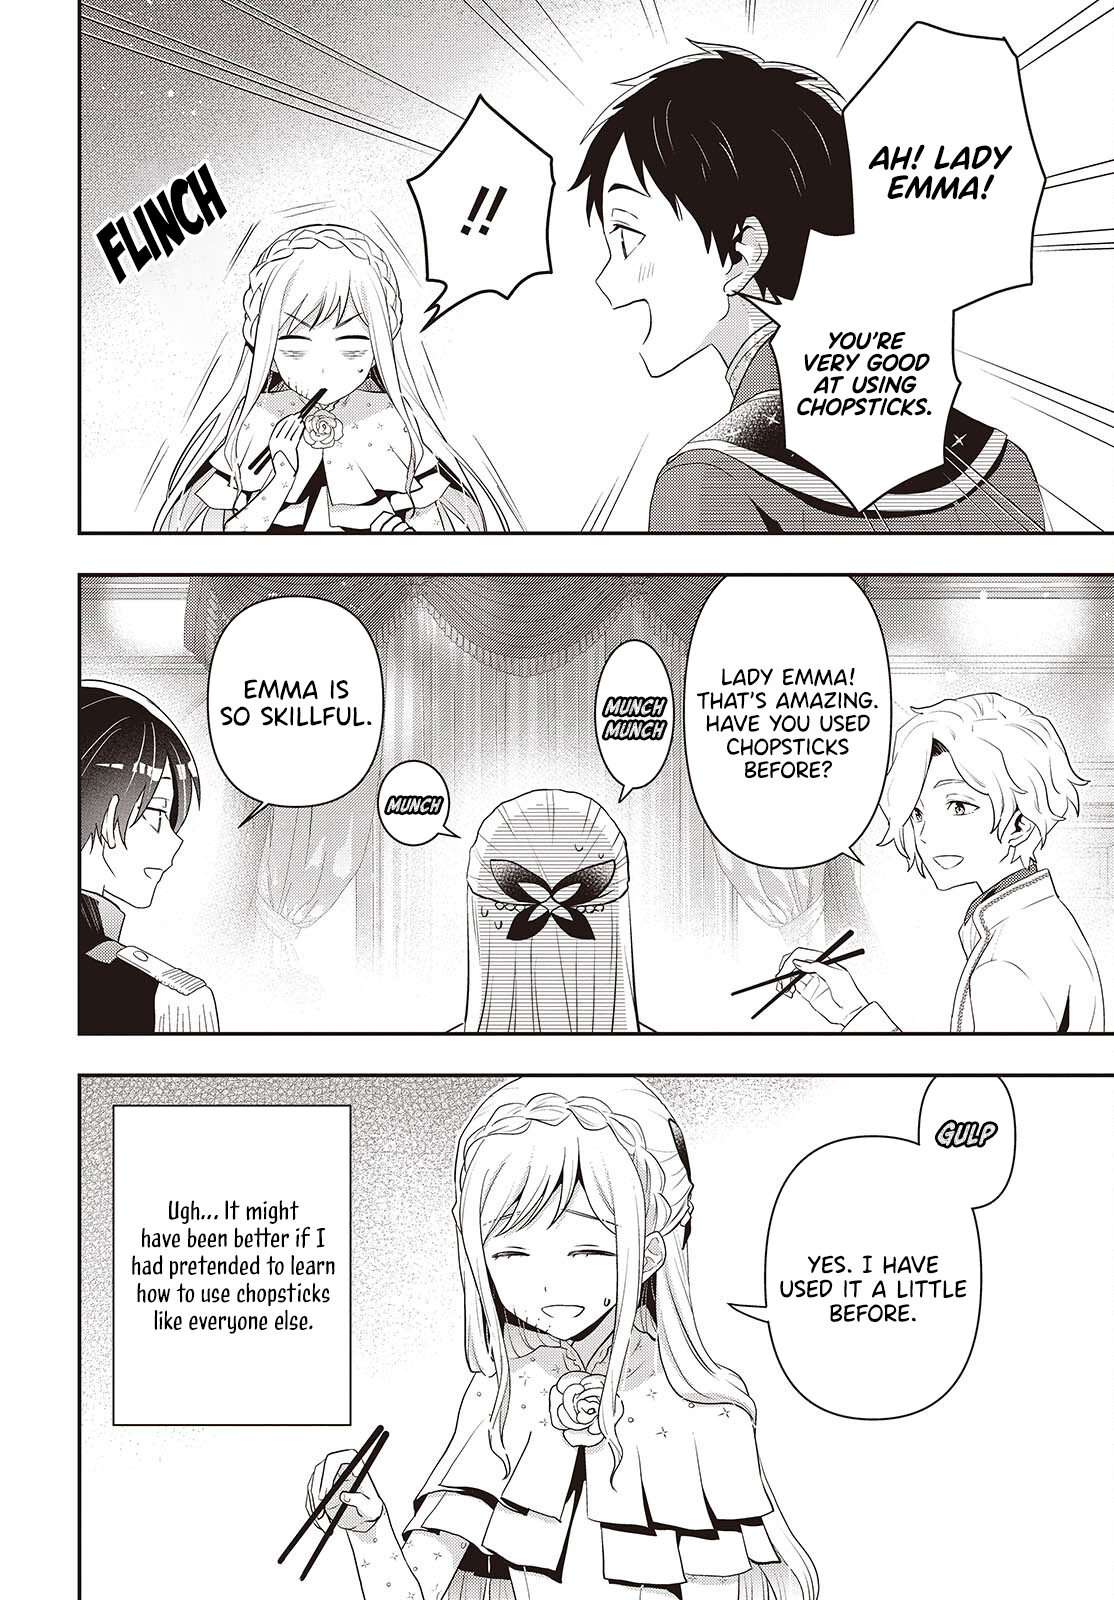 AH! LADY
EMMA!
!!
FLINCH
YOU'RE
VERY GOOD
AT USING
CHOPSTICKS.
LADY EMMA!
THAT'S AMAZING.
HAVE YOU USED
CHOPSTICKS
BEFORE?
MUNCH
MUNCH
EMMA IS
SO SKILLFUL.
MUNCH
GULP
YES. I HAVE
USED IT A LITTLE
BEFORE.
Ugh... It might
have been better if I
had pretended to learn
how to use chopsticks
like everyone else.